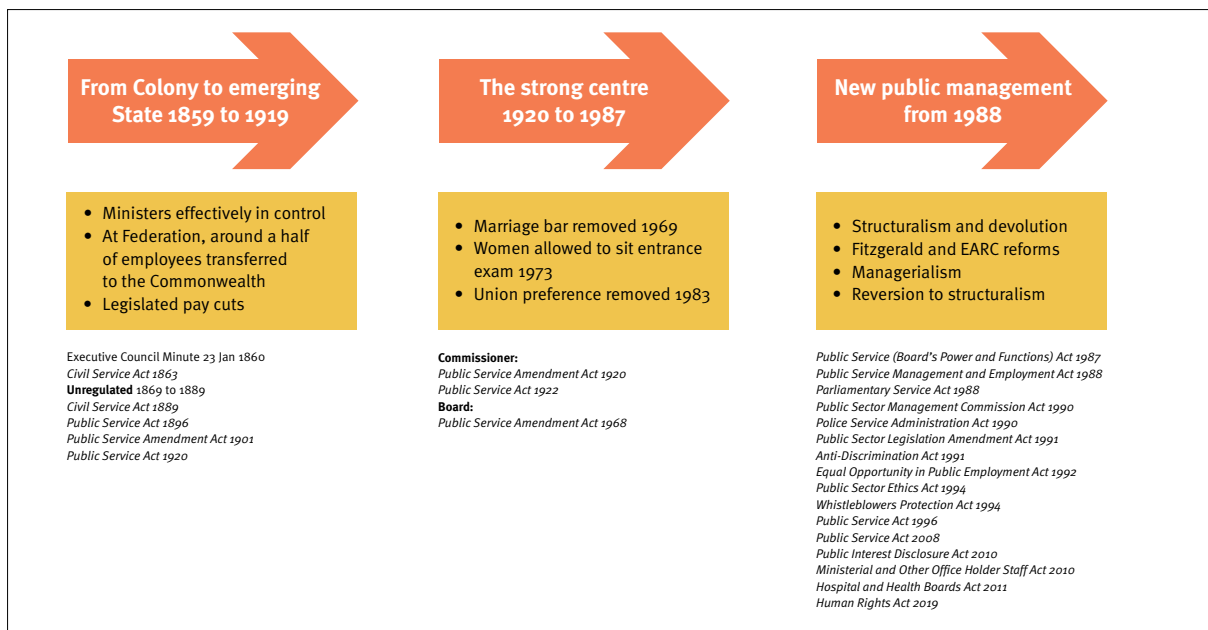 From Colony to emerging
State 1859 to 1919
• Ministers effectively in control
• At Federation, around a half
of employees transferred
to the Commonwealth
• Legislated pay cuts
Executive Council Minute 23 Jan 1860
Civil Service Act 1863
Unregulated 1869 to 1889
Civil Service Act 1889
Public Service Act 1896
Public Service Amendment Act 1901
Public Service Act 1920
The strong centre
1920 to 1987
• Marriage bar removed 1969
• Women allowed to sit entrance
exam 1973
• Union preference removed 1983
Commissioner:
Public Service Amendment Act 1920
Public Service Act 1922
Board:
Public Service Amendment Act 1968
New public management
from 1988
• Structuralism and devolution
• Fitzgerald and EARC reforms
• Managerialism
• Reversion to structuralism
Public Service (Board's Power and Functions) Act 1987
Public Service Management and Employment Act 1988
Parliamentary Service Act 1988
Public Sector Management Commission Act 1990
Police Service Administration Act 1990
Public Sector Legislation Amendment Act 1991
Anti-Discrimination Act 1991
Equal Opportunity in Public Employment Act 1992
Public Sector Ethics Act 1994
Whistleblowers Protection Act 1994
Public Service Act 1996
Public Service Act 2008
Public Interest Disclosure Act 2010
Ministerial and Other Office Holder Staff Act 2010
Hospital and Health Boards Act 2011
Human Rights Act 2019